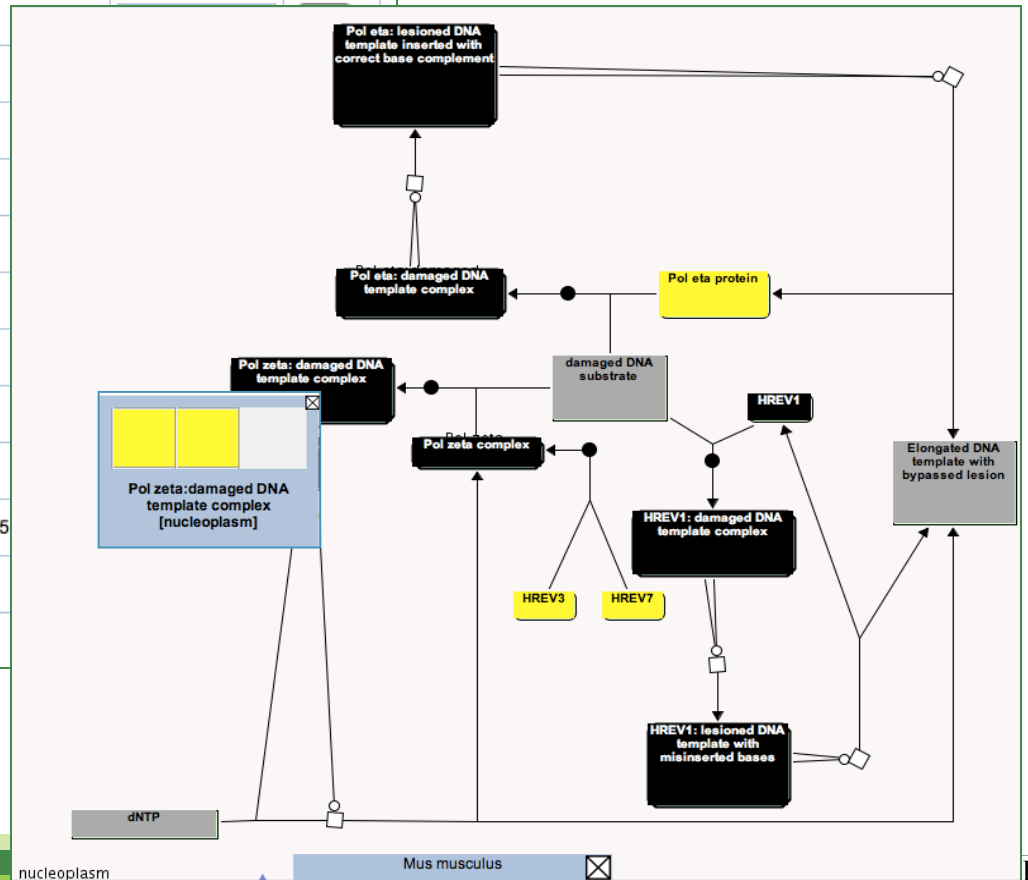 Pol eta: lesioned DNA
template inserted with
correct base complement
Pol eta: damaged DNA
template complex
Pol eta protein
Pol zeta: damaged DNA
template complex
damaged DNA
substrate
HREV1
Pol zeta
Pol zeta complex
Elongated DNA
template with
bypassed lesion
Pol zeta:damaged DNA
template complex
[nucleoplasm]
5
HREV1: damaged DNA
template complex
HREV3
HREV7
HREV1: lesioned DNA
template with
misinserted bases
dNTP
Mus musculus
nucleoplasm